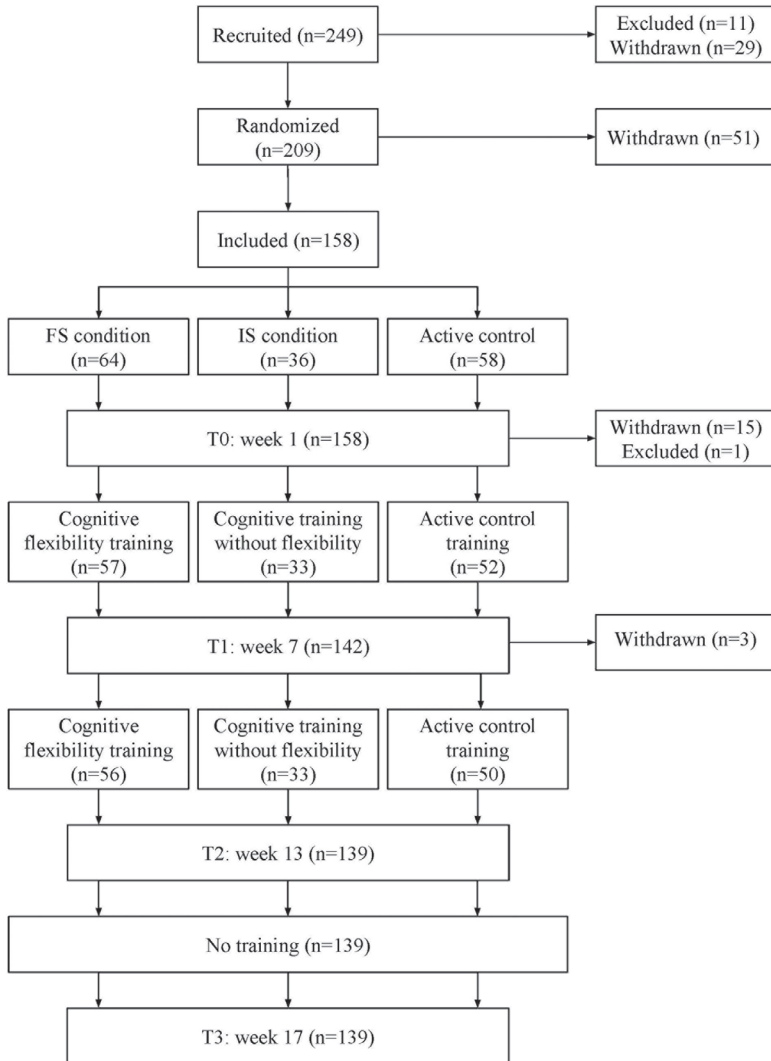 Recruited (n=249)
Excluded (n=11)
Withdrawn (n=29)
Randomized
(n=209)
Withdrawn (n=51)
Included (n=158)
FS condition
(n=64)
IS condition
(n=36)
Active control
(n=58)
T0: week 1 (n=158)
Withdrawn (n=15)
Excluded (n=1)
Cognitive
flexibility training
(n=57)
Cognitive training
without flexibility
(n=33)
Active control
training
(n=52)
T1: week 7 (n=142)
Withdrawn (n=3)
Cognitive
flexibility training
(n=56)
Cognitive training
without flexibility
(n=33)
Active control
training
(n=50)
T2: week 13 (n=139)
No training (n=139)
T3: week 17 (n=139)